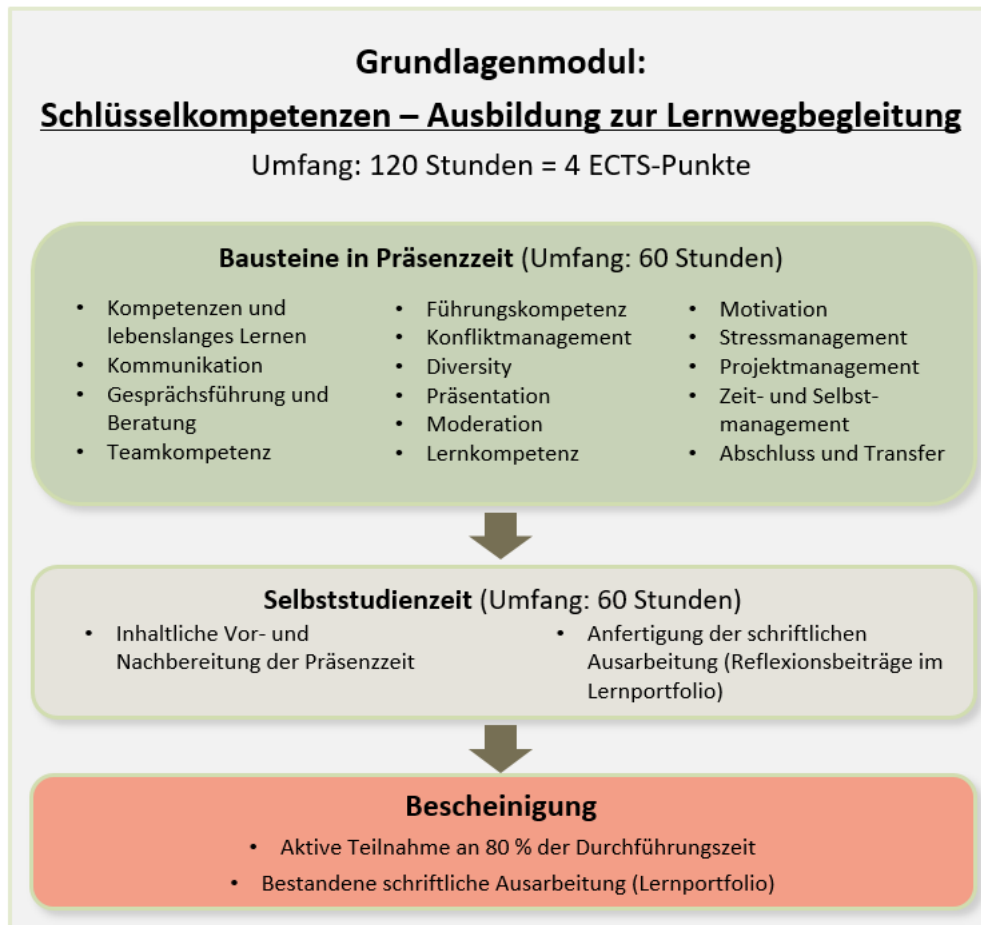 Grundlagenmodul:
Schlüsselkompetenzen – Ausbildung zur Lernwegbegleitung
Umfang: 120 Stunden = 4 ECTS-Punkte
Bausteine in Präsenzzeit (Umfang: 60 Stunden)
• Kompetenzen und
lebenslanges Lernen
• Kommunikation
• Gesprächsführung und
Beratung
• Teamkompetenz
• Führungskompetenz
• Konfliktmanagement
• Diversity
• Präsentation
• Moderation
• Lernkompetenz
• Motivation
• Stressmanagement
• Projektmanagement
• Zeit- und Selbst-
management
• Abschluss und Transfer
Selbststudienzeit (Umfang: 60 Stunden)
• Inhaltliche Vor- und
Nachbereitung der Präsenzzeit
• Anfertigung der schriftlichen
Ausarbeitung (Reflexionsbeiträge im
Lernportfolio)
Bescheinigung
• Aktive Teilnahme an 80 % der Durchführungszeit
• Bestandene schriftliche Ausarbeitung (Lernportfolio)